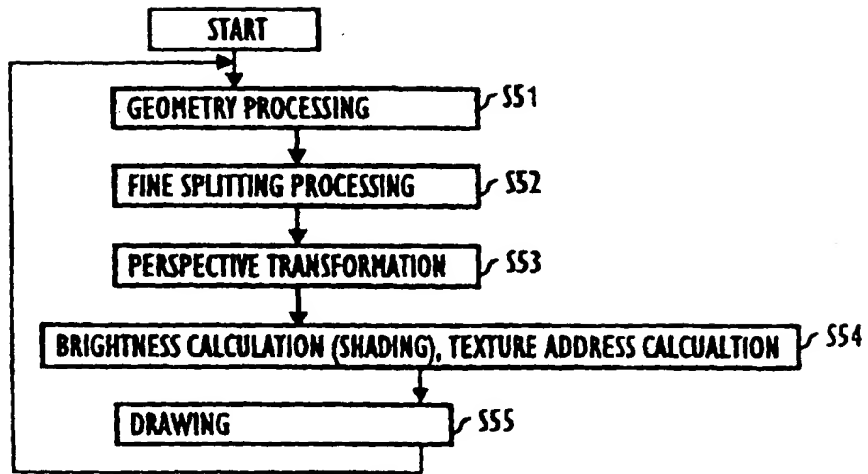 START
GEOMETRY PROCESSING S51
FINE SPLITTING PROCESSING S52
PERSPECTIVE TRANSFORMATION S53
BRIGHTNESS CALCULATION (SHADING), TEXTURE ADDRESS CALCUALTION S54
DRAWING S55